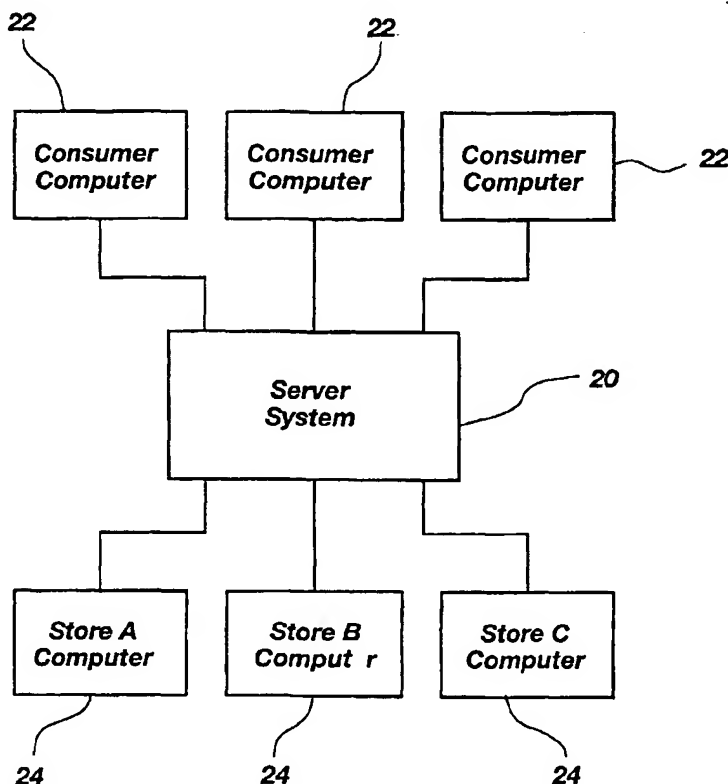 22
22
Consumer
Computer
Consumer
Computer
Consumer
Computer
22
Server
System
20
Store A
Computer
Store B
Comput r
Store C
Computer
24
24
24